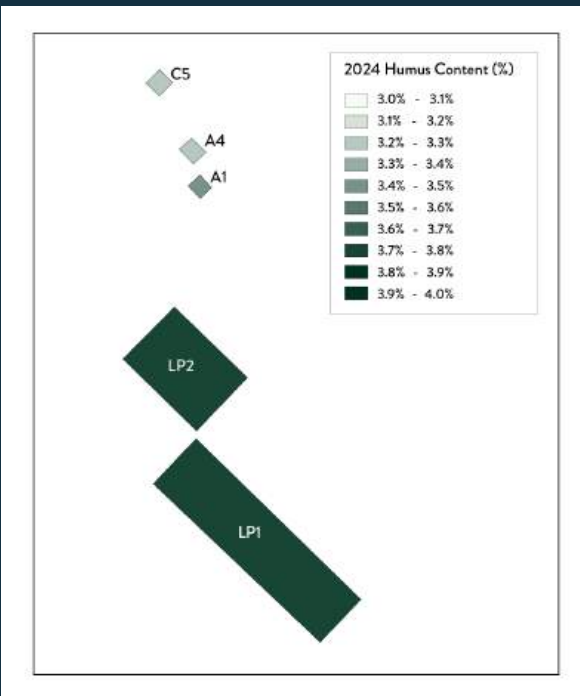 C5
2024 Humus Content (%)
3.0% - 3.1%
3.1% - 3.2%
3.2% - 3.3%
3.3% - 3.4%
3.4% - 3.5%
3.5% - 3.6%
3.6% - 3.7%
3.7% - 3.8%
3.8% - 3.9%
3.9% - 4.0%
A4
A1
LP2
LP1